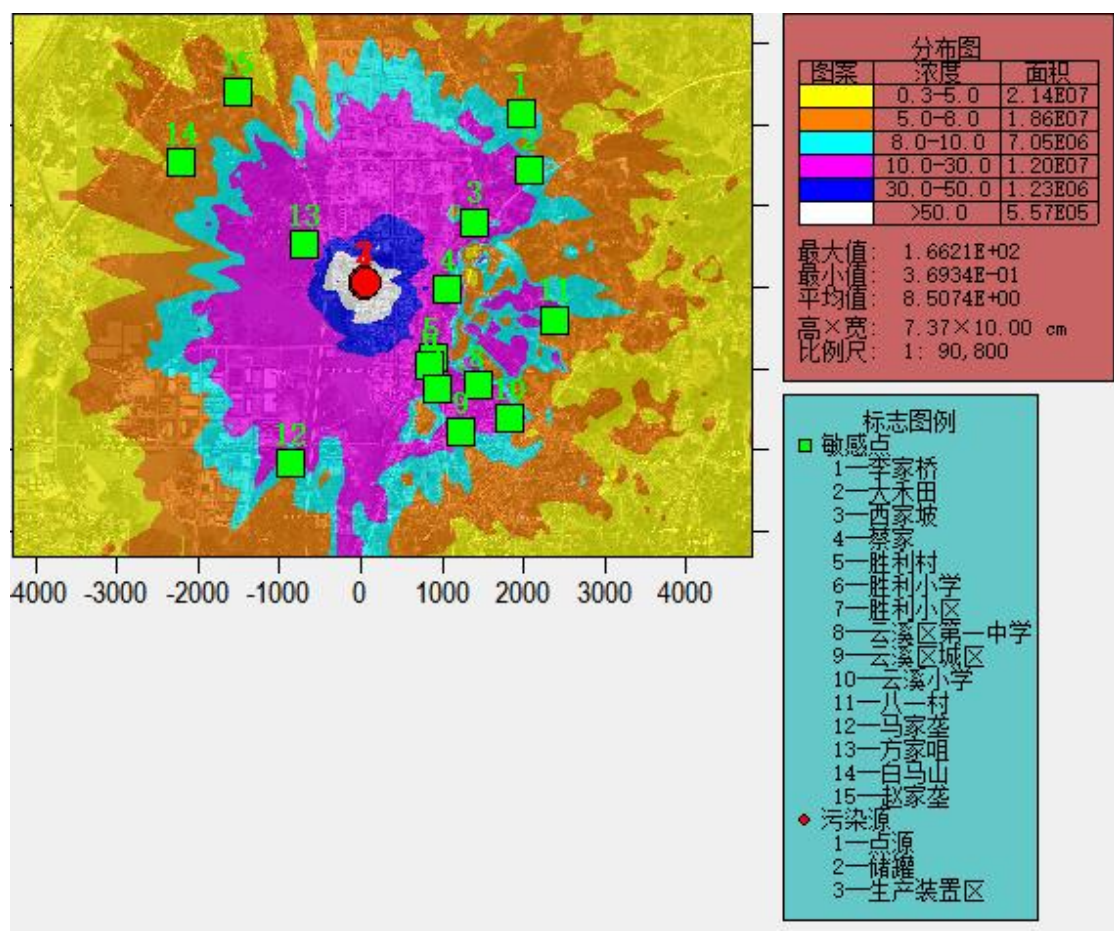 15
1
14
2
3
13
3
4
11
5
8
10
9
12
-4000 -3000 -2000 -1000 0 1000 2000 3000 4000
分布图
图案 浓度 面积
0.3-5.0 2.14E07
5.0-8.0 1.86E07
8.0-10.0 7.05E06
10.0-30.0 1.20E07
30.0-50.0 1.23E06
>50.0 5.57E05
最大值: 1.6621E+02
最小值: 3.6934E-01
平均值: 8.5074E+00
高×宽: 7.37×10.00 cm
比例尺: 1: 90,800
标志图例
敏感点
1—李家桥
2—大木田
3—西家坡
4—蔡家
5—胜利村
6—胜利小学
7—胜利小区
8—云溪区第一中学
9—云溪区城区
10—云溪小学
11—八一村
12—马家垄
13—方家咀
14—白马山
15—赵家垄
污染源
1—点源
2—储罐
3—生产装置区